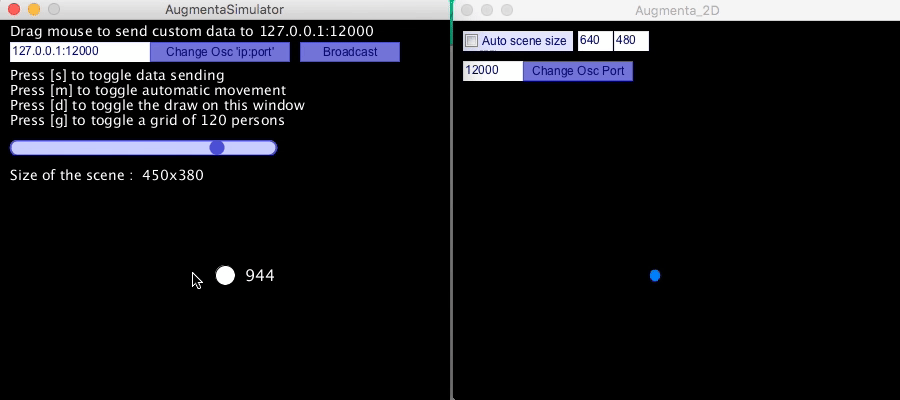 AugmentaSimulator
Drag mouse to send custom data to 127.0.0.1:12000
127.0.0.1:12000 Change Osc 'ip:port' Broadcast
Press [s] to toggle data sending
Press [m] to toggle automatic movement
Press [d] to toggle the draw on this window
Press [g] to toggle a grid of 120 persons
Size of the scene : 450x380
944
Augmenta_2D
Auto scene size 640 480
12000 Change Osc Port